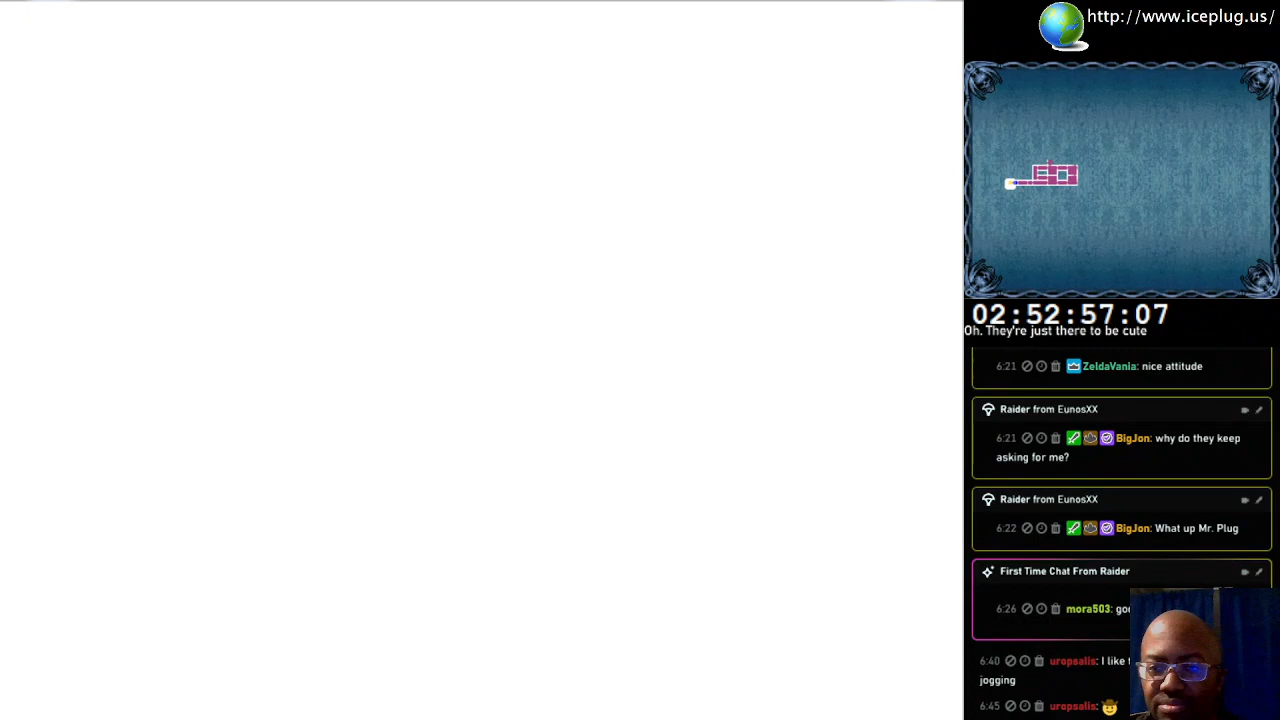 http://www.iceplug.us/
02:52:57:07
Oh. They're just there to be cute
6:21 ZeldaVania: nice attitude
Raider from EunosXX
6:21 BigJon: why do they keep
asking for me?
Raider from EunosXX
6:22 BigJon: What up Mr. Plug
First Time Chat From Raider
6:26 mora503:
6:40 uropsalis: I like
jogging
6:45 uropsalis: 🤠